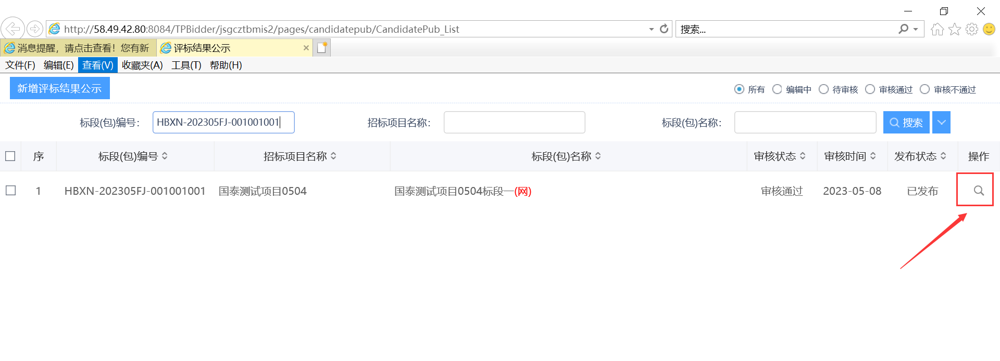 http://58.49.42.80:8084/TPBidder/jsgcztbmis2/pages/candidatepub/CandidatePub_List
搜索...
消息提醒，请点击查看！您有新
评标结果公示
文件(F) 编辑(E) 查看(V) 收藏夹(A) 工具(T) 帮助(H)
新增评标结果公示
所有 编辑中 待审核 审核通过 审核不通过
标段(包)编号： HBXN-202305FJ-001001001 招标项目名称： 标段(包)名称： 搜索
序 标段(包)编号 招标项目名称 标段(包)名称 审核状态 审核时间 发布状态 操作
1 HBXN-202305FJ-001001001 国泰测试项目0504 国泰测试项目0504标段一(网) 审核通过 2023-05-08 已发布